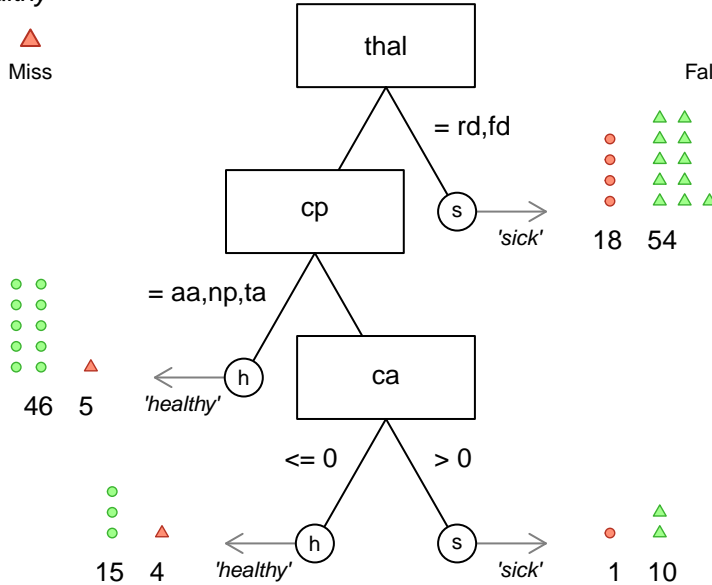 thal
Miss
= rd,fd
cp
s
'sick'
18 54
= aa,np,ta
h
'healthy'
ca
46 5
<= 0
> 0
h
s
'healthy'
'sick'
15 4
1 10